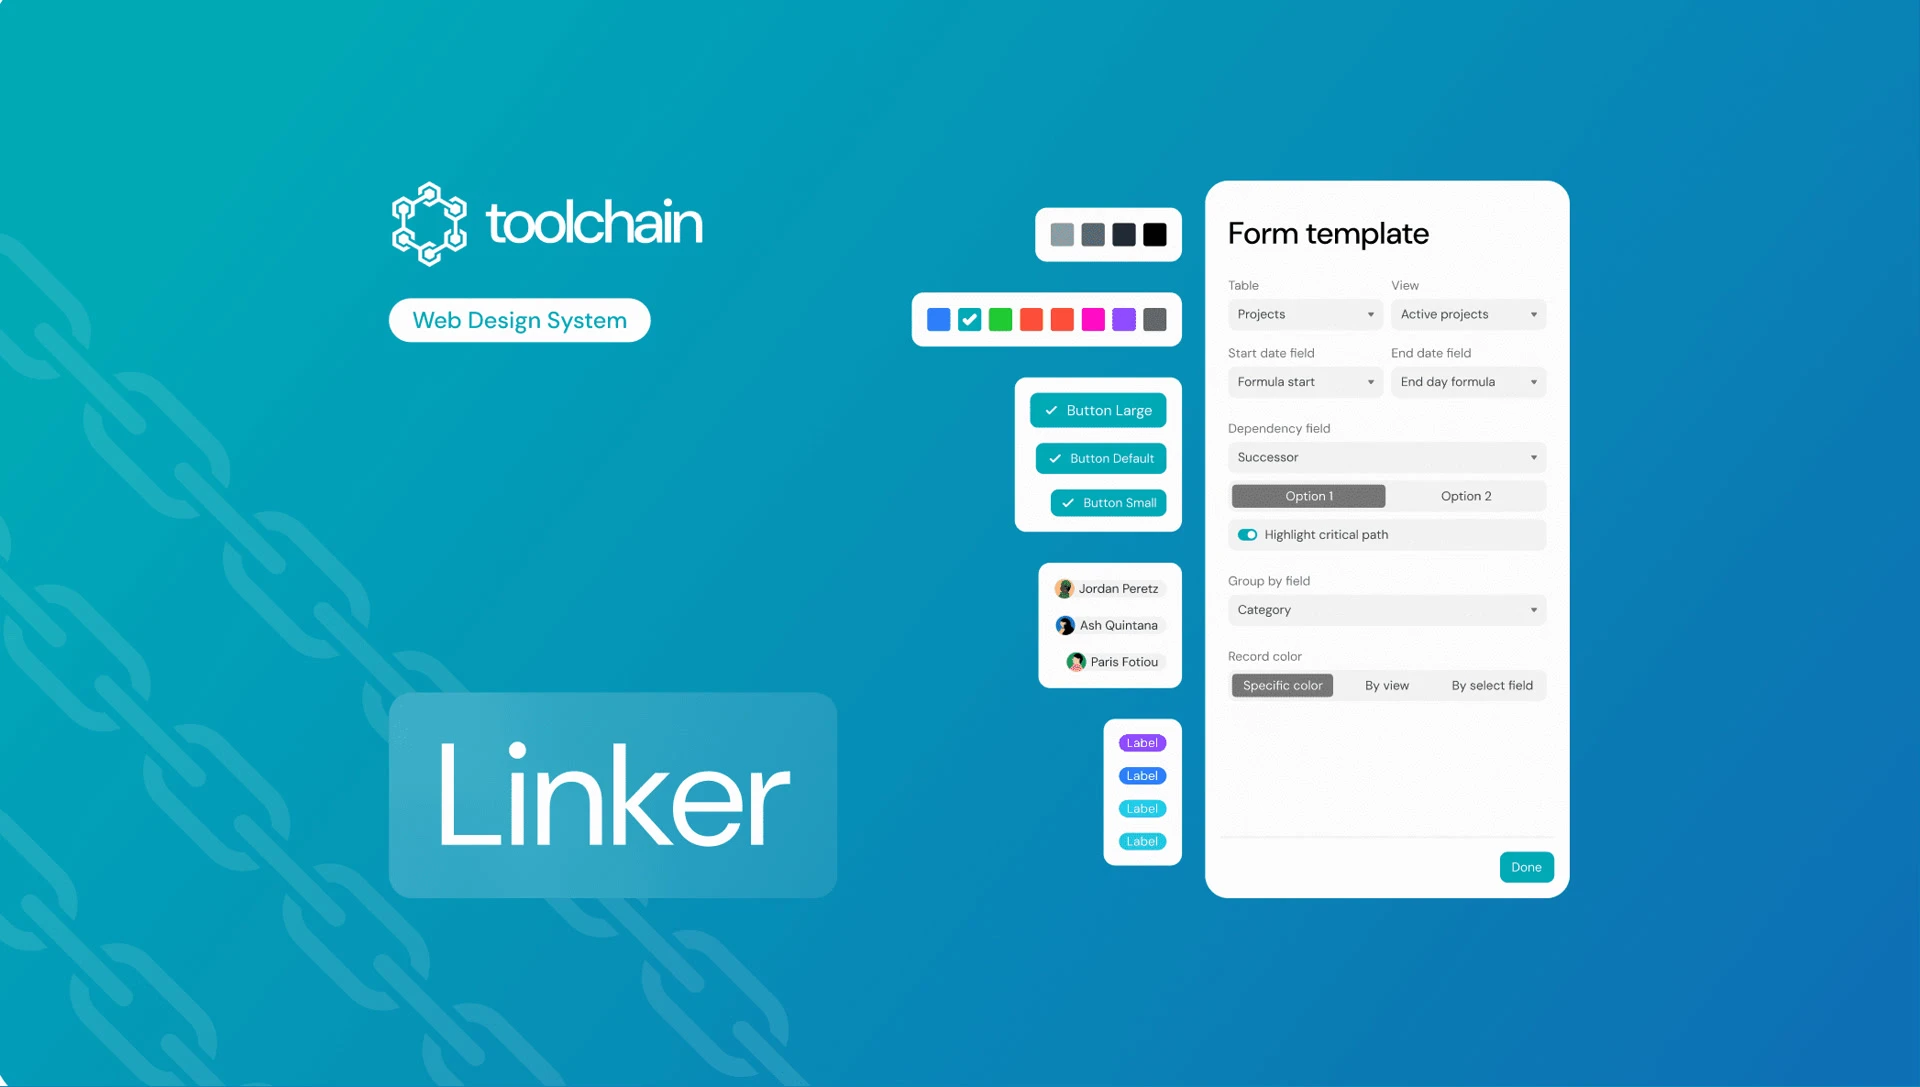 toolchain
Web Design System
Linker
Button Large
Button Default
Button Small
Jordan Peretz
Ash Quintana
Paris Fotiou
Label
Label
Label
Label
Form template
Table View
Projects Active projects
Start date field End date field
Formula start End day formula
Dependency field
Successor
Option 1 Option 2
Highlight critical path
Group by field
Category
Record color
Specific color By view By select field
Done